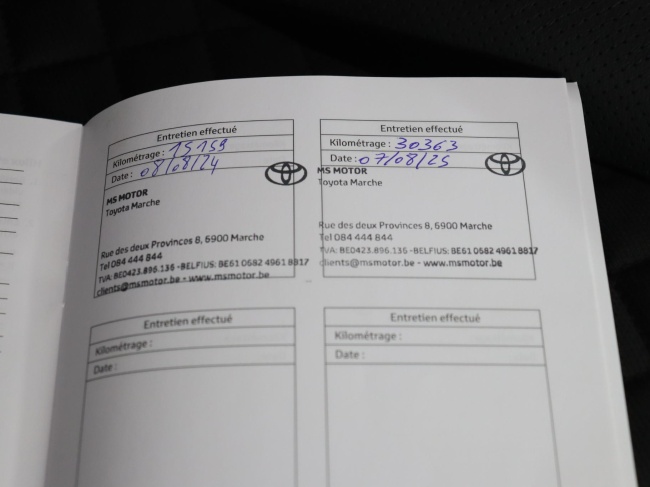 Entretien effectué
Kilométrage : 15159
Date : 08/08/24
MS MOTOR
Toyota Marche
Rue des deux Provinces 8, 6900 Marche
Tel 084 444 844
TVA: BE0423.896.136 -BELFIUS: BE61 0682 4961 8817
clients@msmotor.be - www.msmotor.be
Entretien effectué
Kilométrage : 30363
Date : 07/08/25
MS MOTOR
Toyota Marche
Rue des deux Provinces 8, 6900 Marche
Tel 084 444 844
TVA: BE0423.896.136 -BELFIUS: BE61 0682 4961 8817
clients@msmotor.be - www.msmotor.be
Entretien effectué
Kilométrage :
Date :
Entretien effectué
Kilométrage :
Date :